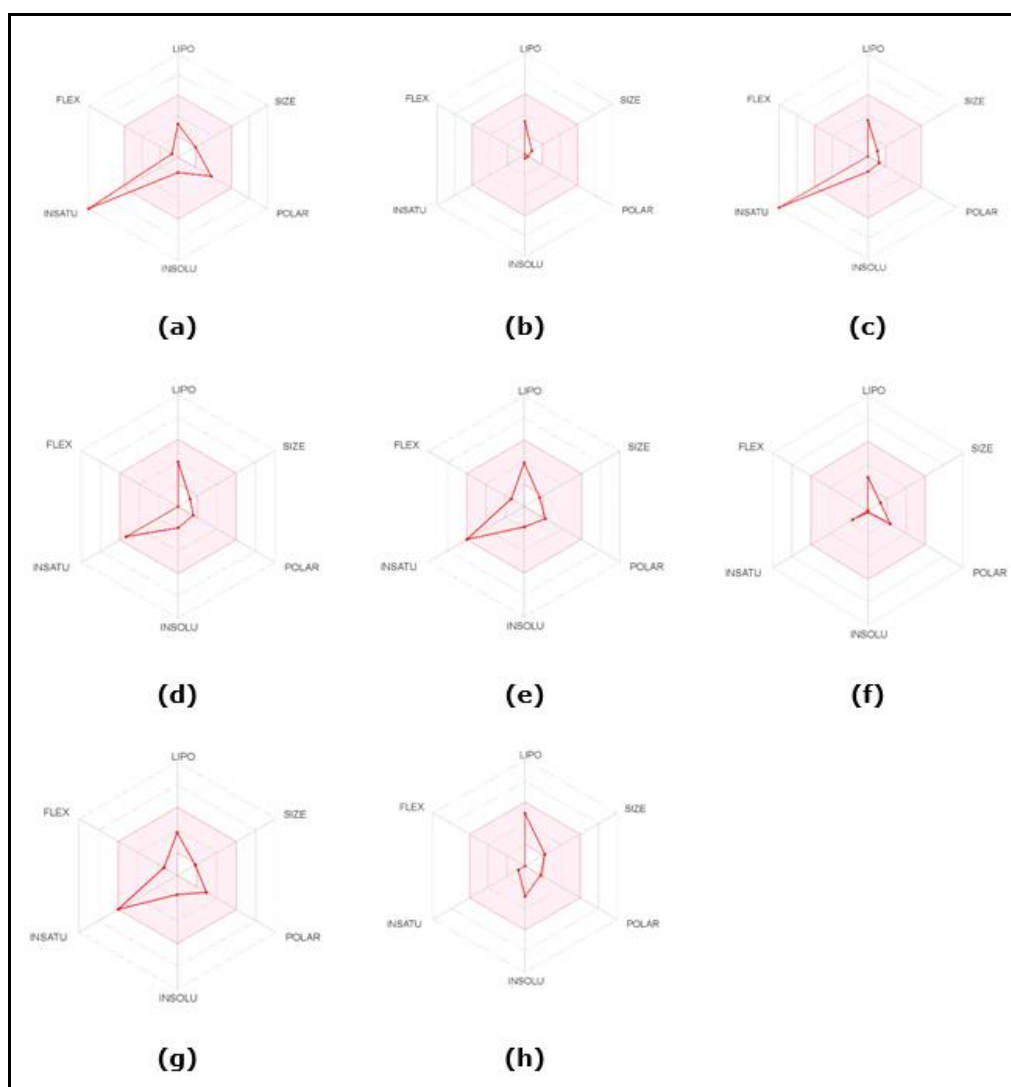 LIPO LIPO LIPO
FLEX SIZE FLEX SIZE FLEX SIZE
INSATU POLAR INSATU POLAR INSATU POLAR
INSOLU INSOLU INSOLU
(a) (b) (c)
LIPO LIPO LIPO
FLEX SIZE FLEX SIZE FLEX SIZE
INSATU POLAR INSATU POLAR INSATU POLAR
INSOLU INSOLU INSOLU
(d) (e) (f)
LIPO LIPO
FLEX SIZE FLEX SIZE
INSATU POLAR INSATU POLAR
INSOLU INSOLU
(g) (h)